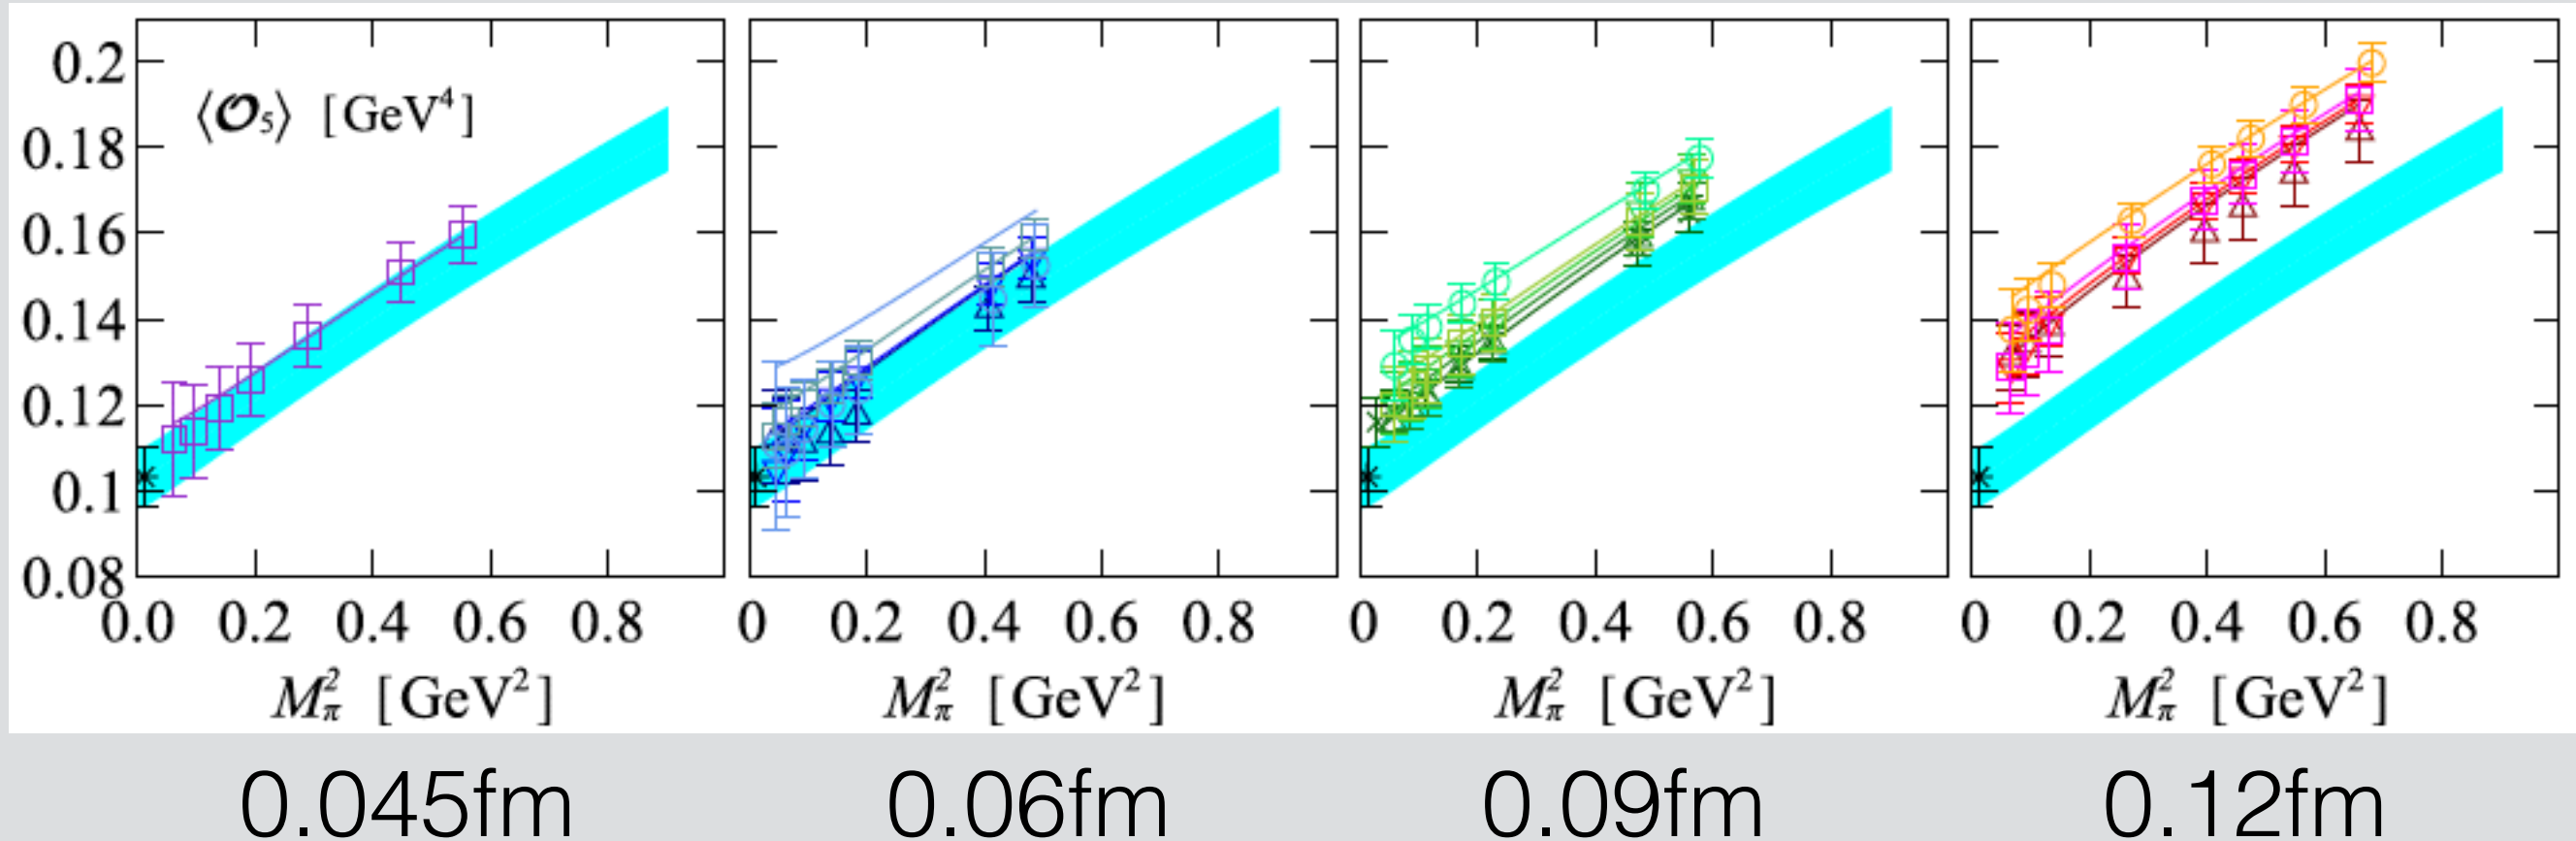 ⟨𝒪₅⟩ [GeV⁴]
0.2
0.18
0.16
0.14
0.12
0.1
0.08
0.0 0.2 0.4 0.6 0.8 0 0.2 0.4 0.6 0.8 0 0.2 0.4 0.6 0.8 0 0.2 0.4 0.6 0.8
M²π [GeV²] M²π [GeV²] M²π [GeV²] M²π [GeV²]
0.045fm 0.06fm 0.09fm 0.12fm